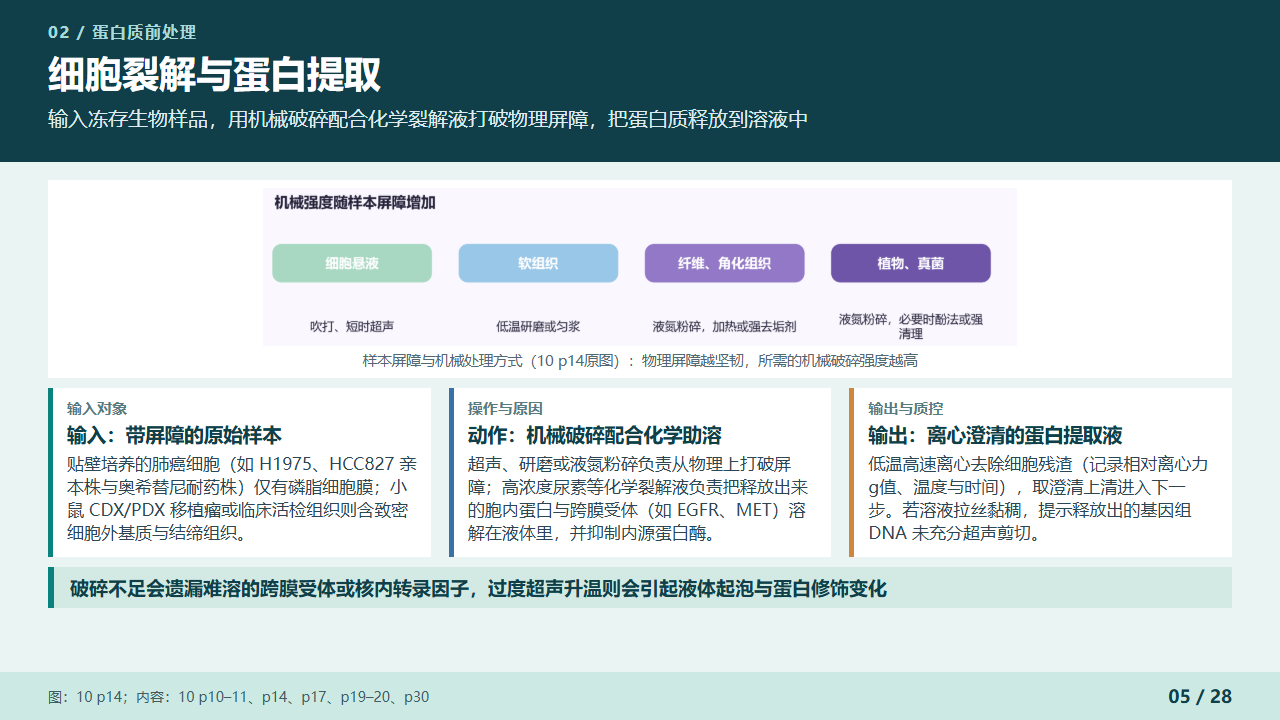 02 / 蛋白质前处理
细胞裂解与蛋白提取
输入冻存生物样品，用机械破碎配合化学裂解液打破物理屏障，把蛋白质释放到溶液中
机械强度随样本屏障增加
细胞悬液
软组织
纤维、角化组织
植物、真菌
吹打、短时超声
低温研磨或匀浆
液氮粉碎，加热或强去垢剂
液氮粉碎，必要时酚法或强
清理
样本屏障与机械处理方式（10 p14原图）：物理屏障越坚韧，所需的机械破碎强度越高
输入对象
输入：带屏障的原始样本
贴壁培养的肺癌细胞（如 H1975、HCC827 亲
本株与奥希替尼耐药株）仅有磷脂细胞膜；小
鼠 CDX/PDX 移植瘤或临床活检组织则含致密
细胞外基质与结缔组织。
操作与原因
动作：机械破碎配合化学助溶
超声、研磨或液氮粉碎负责从物理上打破屏
障；高浓度尿素等化学裂解液负责把释放出来
的胞内蛋白与跨膜受体（如 EGFR、MET）溶
解在液体里，并抑制内源蛋白酶。
输出与质控
输出：离心澄清的蛋白提取液
低温高速离心去除细胞残渣（记录相对离心力
g值、温度与时间），取澄清上清进入下一
步。若溶液拉丝黏稠，提示释放出的基因组
DNA 未充分超声剪切。
破碎不足会遗漏难溶的跨膜受体或核内转录因子，过度超声升温则会引起液体起泡与蛋白修饰变化
图：10 p14；内容：10 p10–11、p14、p17、p19–20、p30
05 / 28